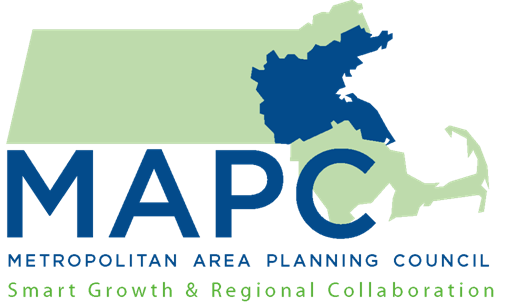 MAPC
METROPOLITAN AREA PLANNING COUNCIL
Smart Growth & Regional Collaboration